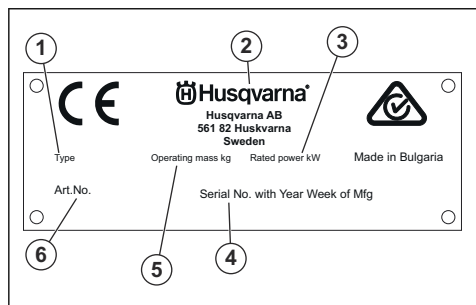 1
2
3
CE
Husqvarna
Husqvarna AB
561 82 Huskvarna
Sweden
Type
Operating mass kg
Rated power kW
Made in Bulgaria
Art.No.
Serial No. with Year Week of Mfg
6
5
4